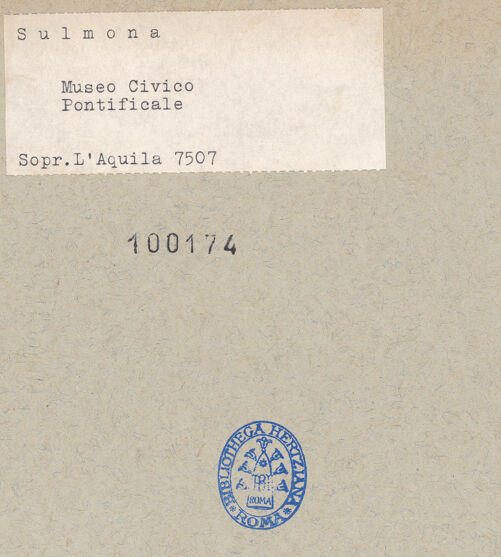 Sulmona
Museo Civico
Pontificale
Sopr.L'Aquila 7507
100174
BIBLIOTHECA HERTZIANA
ROMA
* ROMA *